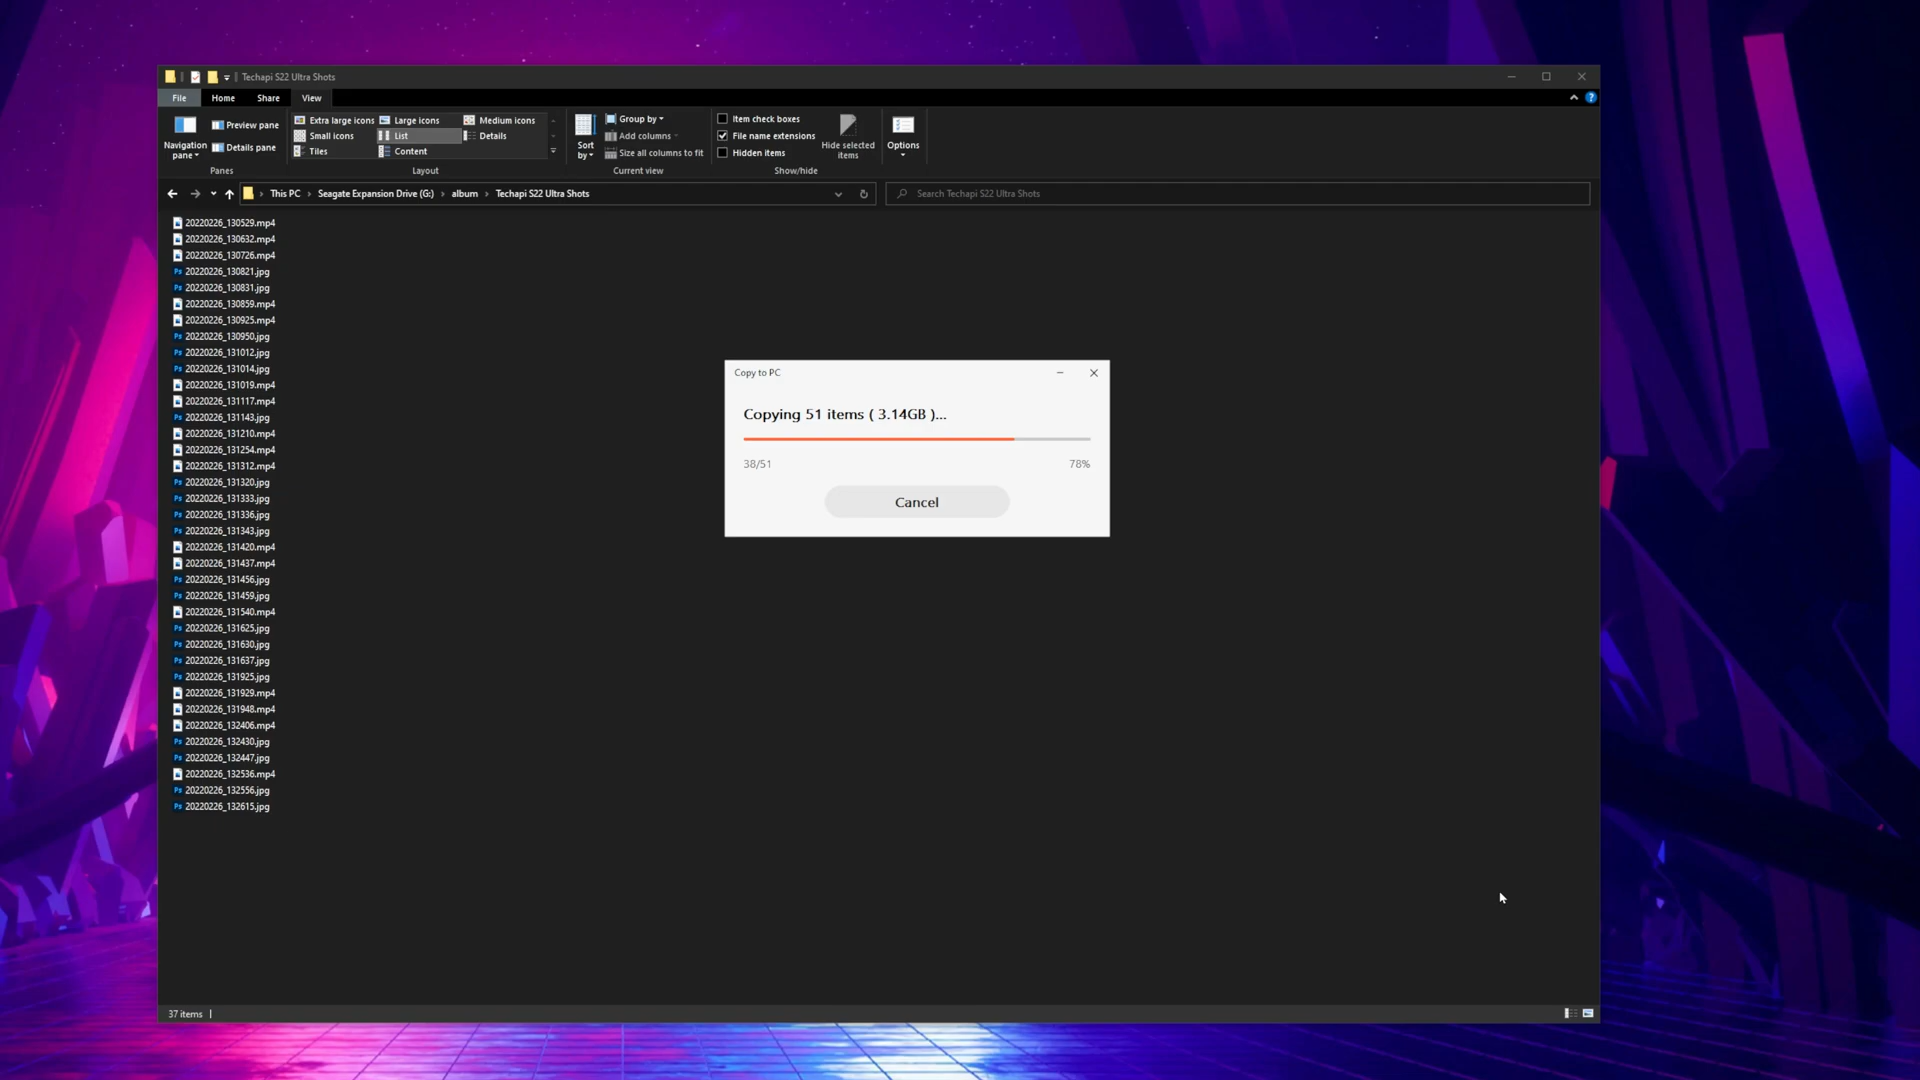 Techapi S22 Ultra Shots
File Home Share View
Navigation pane
Preview pane
Details pane
Panes
Extra large icons Large icons Medium icons
Small icons List Details
Tiles Content
Layout
Sort by
Group by
Add columns
Size all columns to fit
Current view
Item check boxes
File name extensions
Hidden items
Hide selected items
Show/hide
Options
This PC › Seagate Expansion Drive (G:) › album › Techapi S22 Ultra Shots
Search Techapi S22 Ultra Shots
20220226_130529.mp4
20220226_130632.mp4
20220226_130726.mp4
20220226_130821.jpg
20220226_130831.jpg
20220226_130859.mp4
20220226_130925.mp4
20220226_130950.jpg
20220226_131012.jpg
20220226_131014.jpg
20220226_131019.mp4
20220226_131117.mp4
20220226_131143.jpg
20220226_131210.mp4
20220226_131254.mp4
20220226_131312.mp4
20220226_131320.jpg
20220226_131333.jpg
20220226_131336.jpg
20220226_131343.jpg
20220226_131420.mp4
20220226_131437.mp4
20220226_131456.jpg
20220226_131459.jpg
20220226_131540.mp4
20220226_131625.jpg
20220226_131630.jpg
20220226_131637.jpg
20220226_131925.jpg
20220226_131929.mp4
20220226_131948.mp4
20220226_132406.mp4
20220226_132430.jpg
20220226_132447.jpg
20220226_132536.mp4
20220226_132556.jpg
20220226_132615.jpg
Copy to PC
Copying 51 items ( 3.14GB )...
38/51 78%
Cancel
37 items